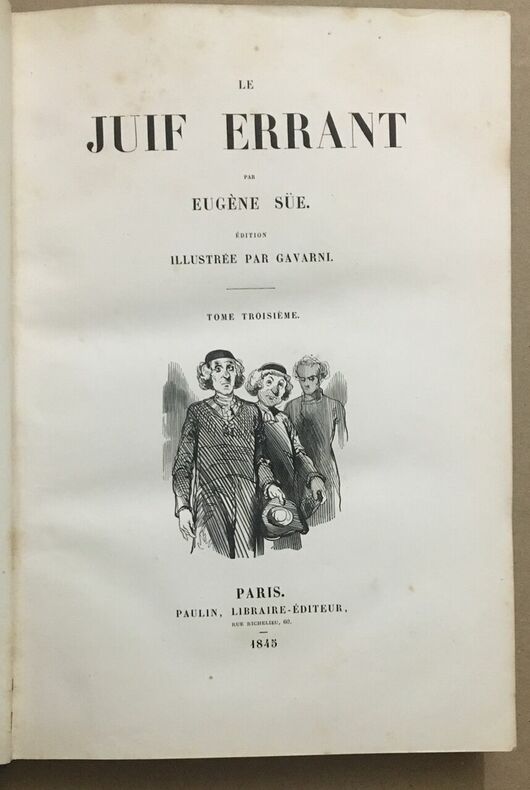 LE
JUIF ERRANT
PAR
EUGÈNE SÜE.
ÉDITION
ILLUSTRÉE PAR GAVARNI.
TOME TROISIÈME.
PARIS.
PAULIN, LIBRAIRE-ÉDITEUR,
RUE RICHELIEU, 60.
1845